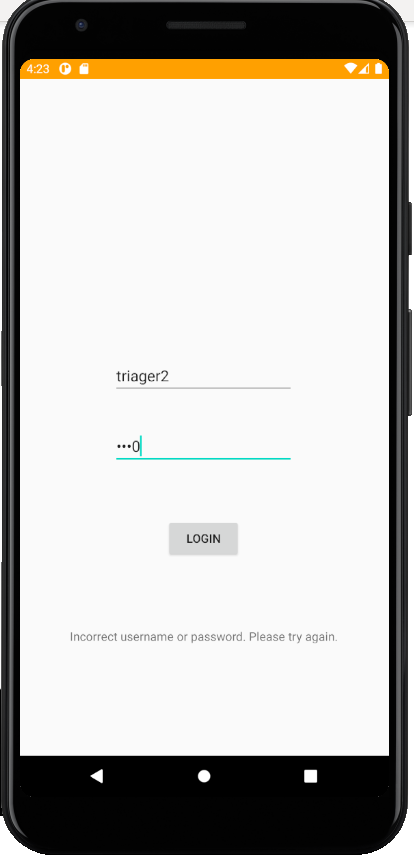 4:23
triager2
•••0
LOGIN
Incorrect username or password. Please try again.